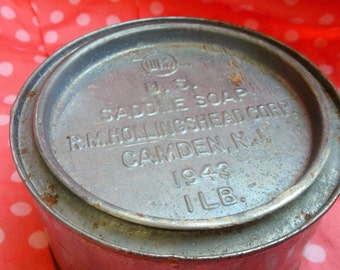 U.S.
SADDLE SOAP
R.M. HOLLINGSHEAD CORP.
CAMDEN, N.J.
1943
1 LB.